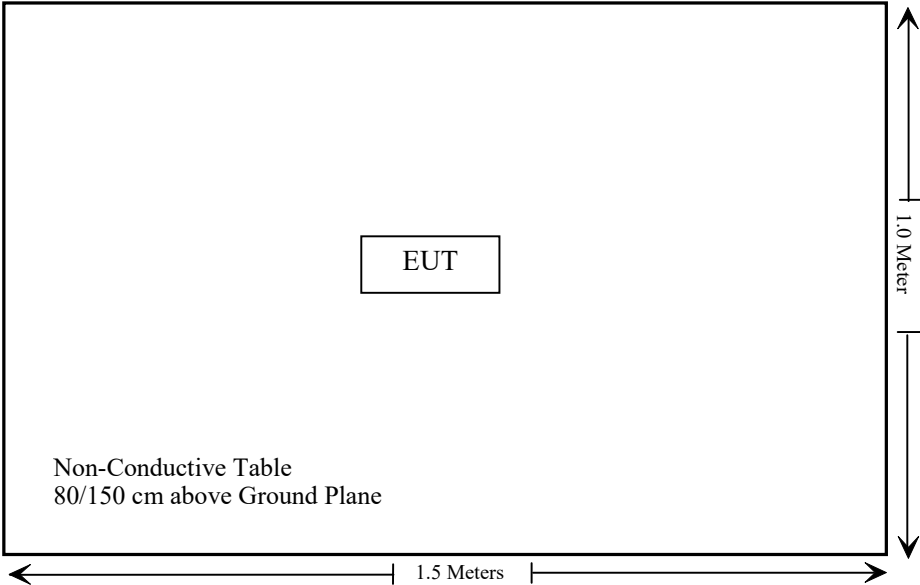 EUT
1.0 Meter
Non-Conductive Table
80/150 cm above Ground Plane
1.5 Meters